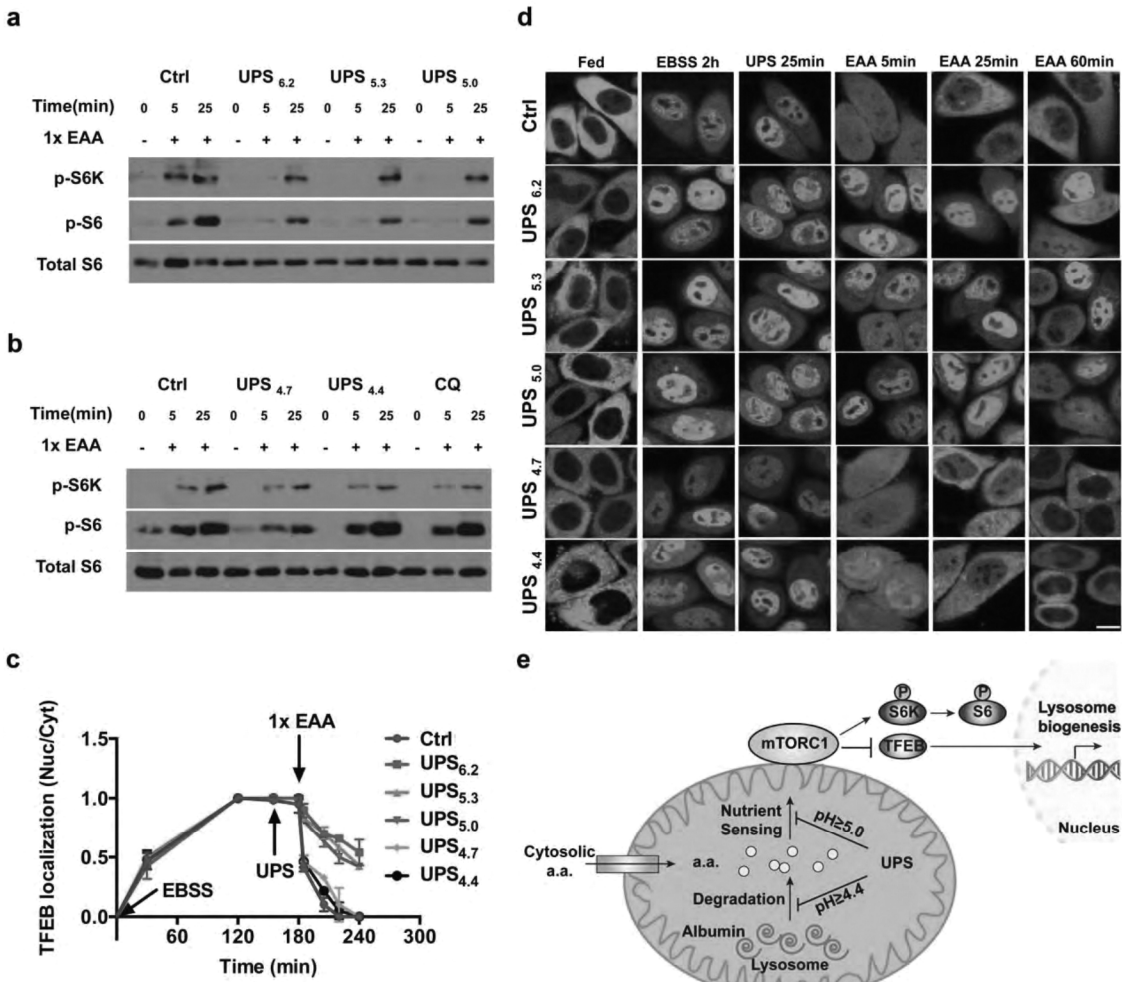 a
Ctrl UPS 6.2 UPS 5.3 UPS 5.0
Time(min) 0 5 25 0 5 25 0 5 25 0 5 25
1x EAA - + + - + + - + + - + +
p-S6K
p-S6
Total S6
b
Ctrl UPS 4.7 UPS 4.4 CQ
Time(min) 0 5 25 0 5 25 0 5 25 0 5 25
1x EAA - + + - + + - + + - + +
p-S6K
p-S6
Total S6
c
TFEB localization (Nuc/Cyt)
1.5
1.0
0.5
0.0
60 120 180 240 300
Time (min)
1x EAA
UPS
EBSS
Ctrl
UPS6.2
UPS5.3
UPS5.0
UPS4.7
UPS4.4
d
Fed EBSS 2h UPS 25min EAA 5min EAA 25min EAA 60min
Ctrl
UPS 6.2
UPS 5.3
UPS 5.0
UPS 4.7
UPS 4.4
e
P P
S6K S6
mTORC1 TFEB
Lysosome
biogenesis
Nucleus
Nutrient
Sensing
pH≥5.0
Cytosolic
a.a.
a.a.
UPS
Degradation
pH≥4.4
Albumin
Lysosome